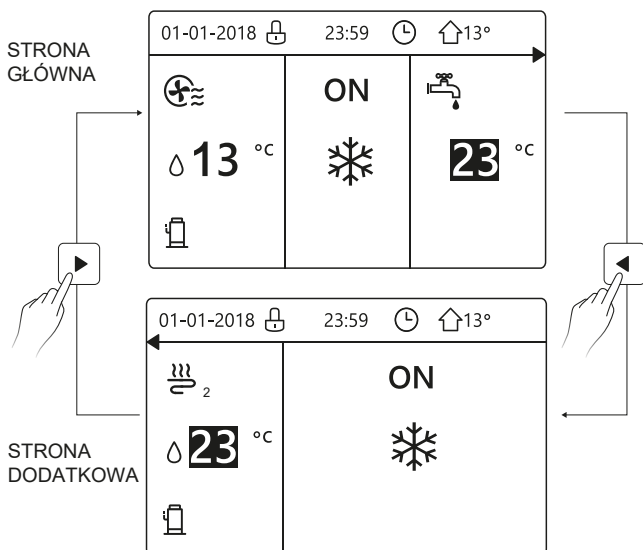 STRONA
GŁÓWNA
01-01-2018 23:59 13°
ON
13 °C
23 °C
01-01-2018 23:59 13°
2
ON
23 °C
STRONA
DODATKOWA